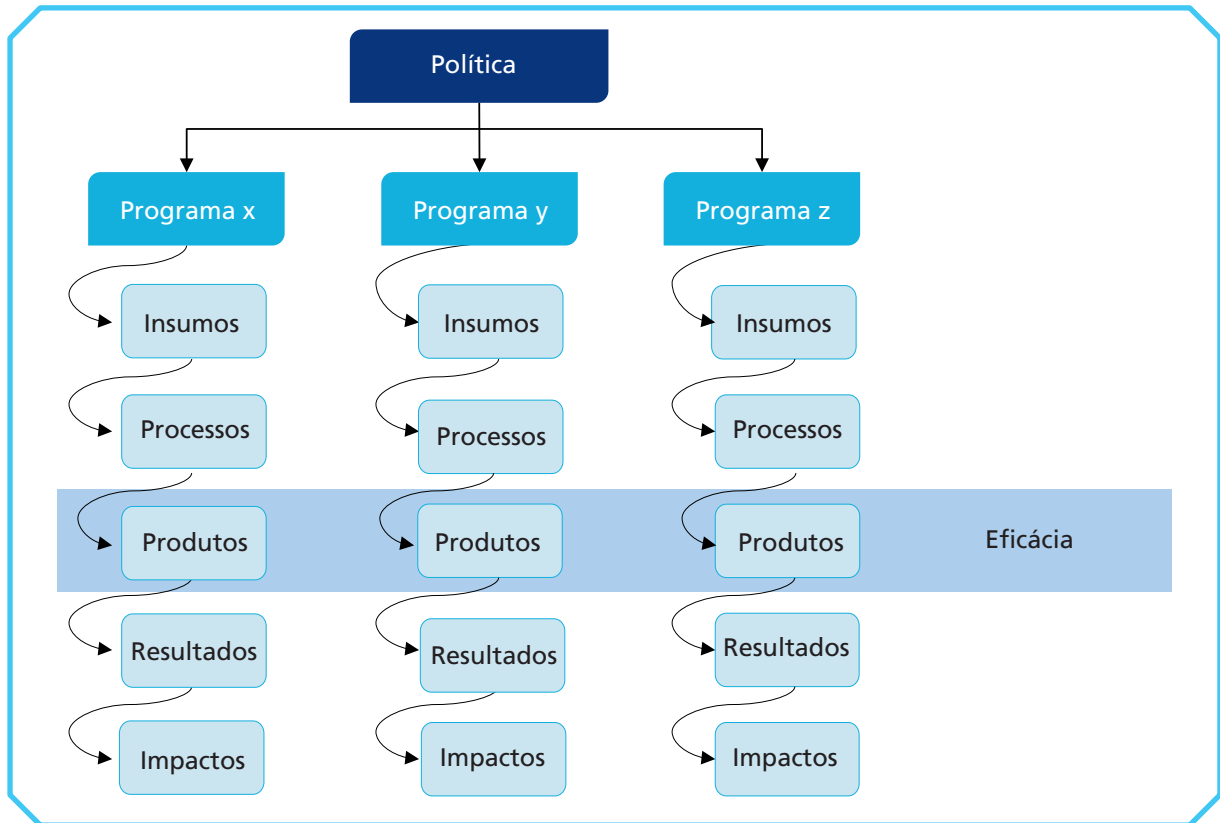 Política
Programa x
Programa y
Programa z
Insumos
Insumos
Insumos
Processos
Processos
Processos
Produtos
Produtos
Produtos
Eficácia
Resultados
Resultados
Resultados
Impactos
Impactos
Impactos